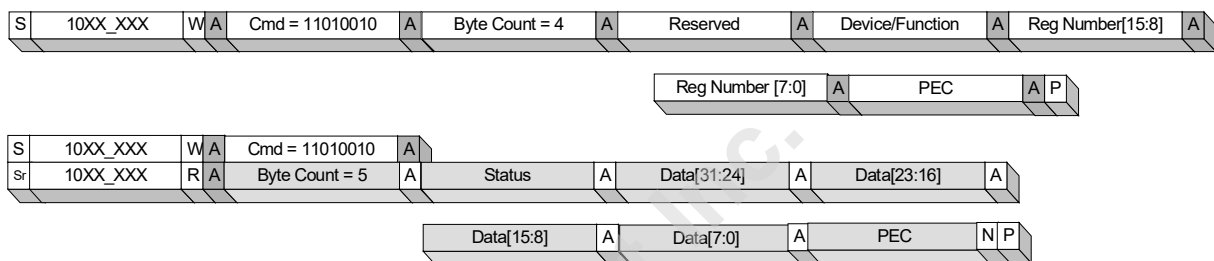 S 10XX_XXX W A Cmd = 11010010 A Byte Count = 4 A Reserved A Device/Function A Reg Number[15:8] A
Reg Number [7:0] A PEC A P
S 10XX_XXX W A Cmd = 11010010 A
Sr 10XX_XXX R A Byte Count = 5 A Status A Data[31:24] A Data[23:16] A
Data[15:8] A Data[7:0] A PEC N P
t Inc.